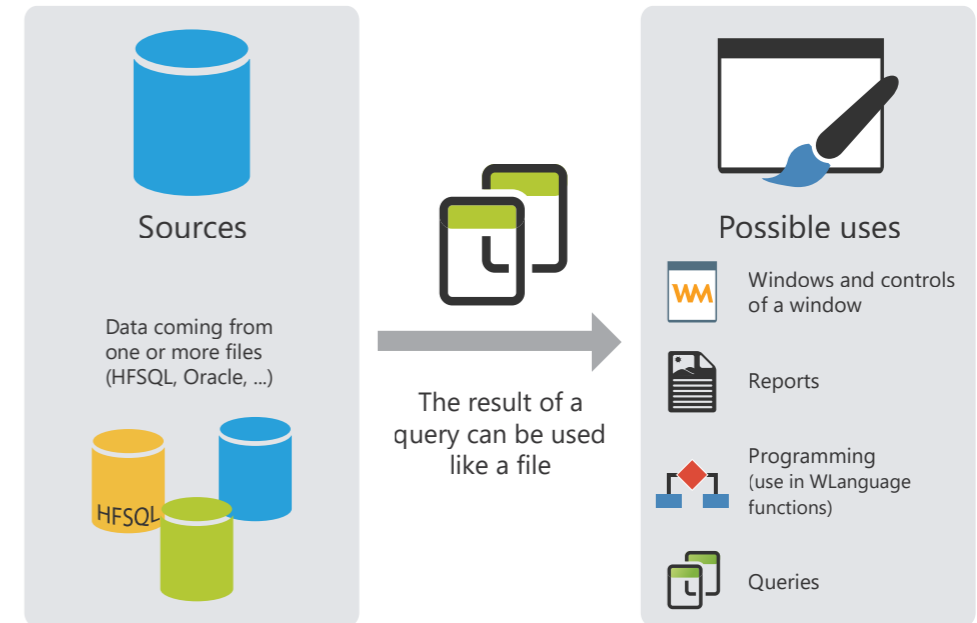 Sources
Data coming from
one or more files
(HFSQL, Oracle, ...)
HFSQL
The result of a
query can be used
like a file
Possible uses
WM
Windows and controls
of a window
Reports
Programming
(use in WLanguage
functions)
Queries